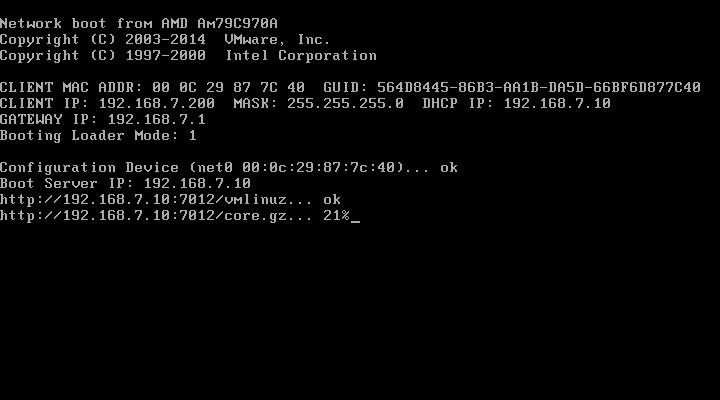 Network boot from AMD Am79C970A
Copyright (C) 2003-2014  VMware, Inc.
Copyright (C) 1997-2000  Intel Corporation
CLIENT MAC ADDR: 00 0C 29 87 7C 40  GUID: 564D8445-86B3-AA1B-DA5D-66BF6D877C40
CLIENT IP: 192.168.7.200  MASK: 255.255.255.0  DHCP IP: 192.168.7.10
GATEWAY IP: 192.168.7.1
Booting Loader Mode: 1
Configuration Device (net0 00:0c:29:87:7c:40)... ok
Boot Server IP: 192.168.7.10
http://192.168.7.10:7012/vmlinuz... ok
http://192.168.7.10:7012/core.gz... 21%_